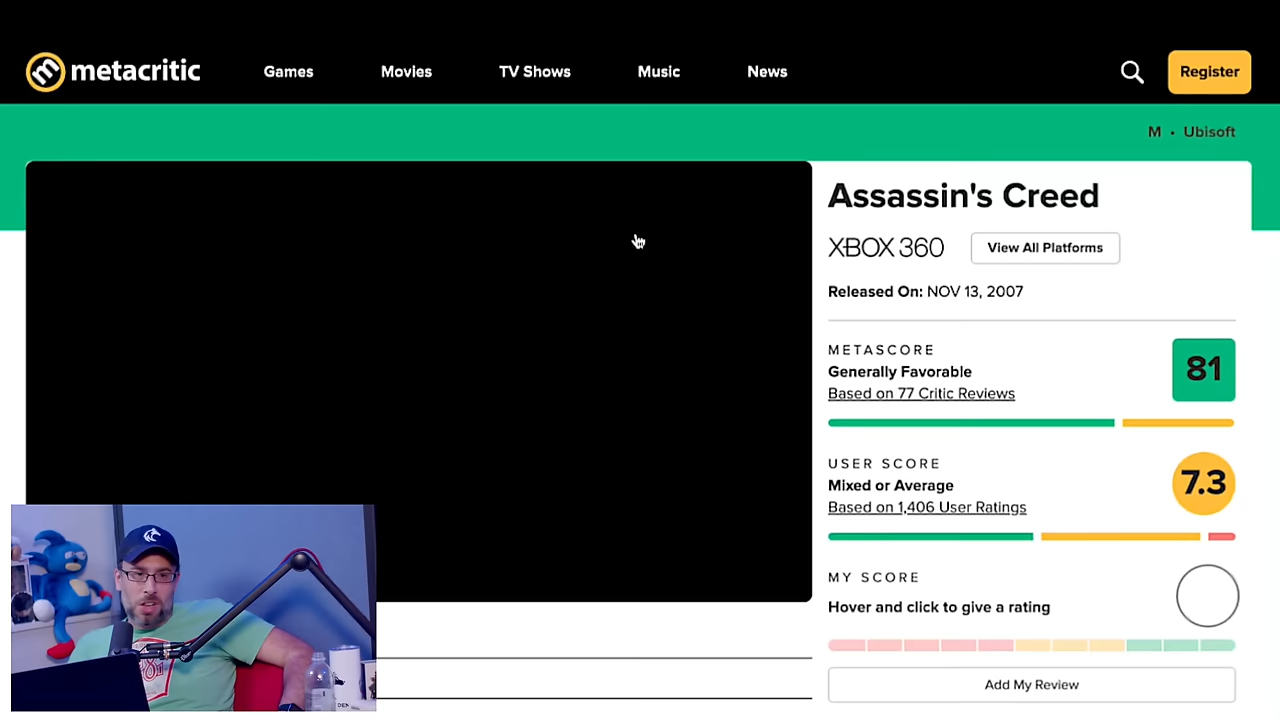 metacritic
Games
Movies
TV Shows
Music
News
Register
M • Ubisoft
Assassin's Creed
XBOX 360
View All Platforms
Released On: NOV 13, 2007
METASCORE
Generally Favorable
Based on 77 Critic Reviews
81
USER SCORE
Mixed or Average
Based on 1,406 User Ratings
7.3
MY SCORE
Hover and click to give a rating
Add My Review